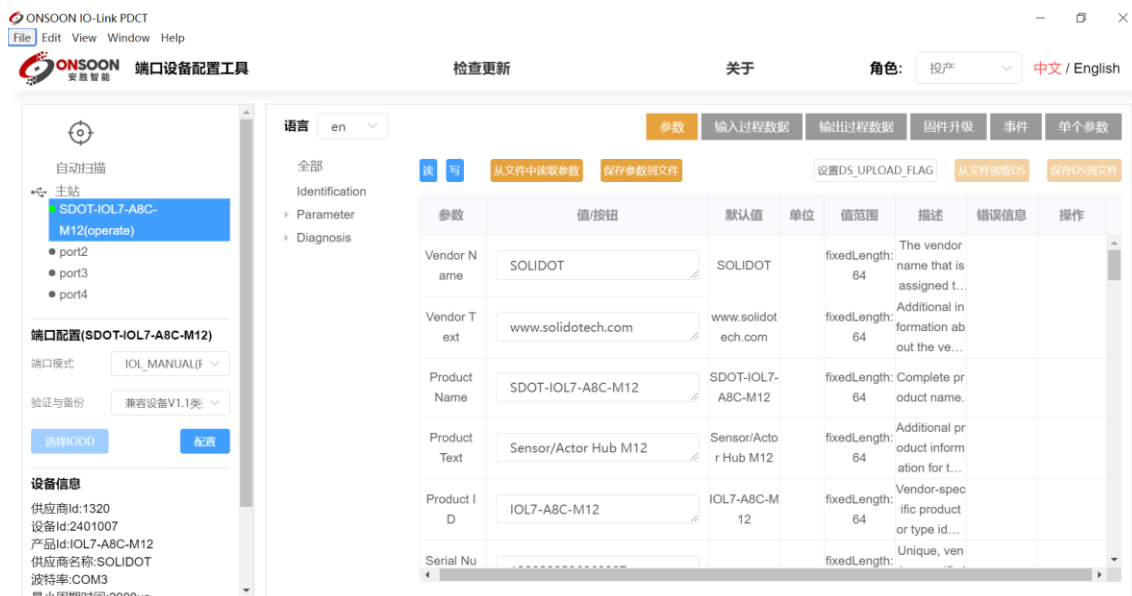 ONSOON IO-Link PDCT
File Edit View Window Help
ONSOON 安胜智能 端口设备配置工具 检查更新 关于 角色: 投产 中文 / English
自动扫描
主站
SDOT-IOL7-A8C-
M12(operate)
port2
port3
port4
端口配置(SDOT-IOL7-A8C-M12)
端口模式 IOL_MANUAL(F
验证与备份 兼容设备V1.1类
选择IODD 配置
设备信息
供应商Id:1320
设备Id:2401007
产品Id:IOL7-A8C-M12
供应商名称:SOLIDOT
波特率:COM3
语言 en
参数 输入过程数据 输出过程数据 固件升级 事件 单个参数
全部
Identification
Parameter
Diagnosis
读 写 从文件中读取参数 保存参数到文件 设置DS_UPLOAD_FLAG 从文件读取DS 保存DS到文件
参数 值/按钮 默认值 单位 值范围 描述 错误信息 操作
Vendor N
ame
SOLIDOT
SOLIDOT
fixedLength:
64
The vendor
name that is
assigned t...
Vendor T
ext
www.solidotech.com
www.solidot
ech.com
fixedLength:
64
Additional in
formation ab
out the ve...
Product
Name
SDOT-IOL7-A8C-M12
SDOT-IOL7-
A8C-M12
fixedLength:
64
Complete pr
oduct name.
Product
Text
Sensor/Actor Hub M12
Sensor/Acto
r Hub M12
fixedLength:
64
Additional pr
oduct inform
ation for t...
Product I
D
IOL7-A8C-M12
IOL7-A8C-M
12
fixedLength:
64
Vendor-spec
ific product
or type id...
Serial Nu
fixedLength:
Unique, ven